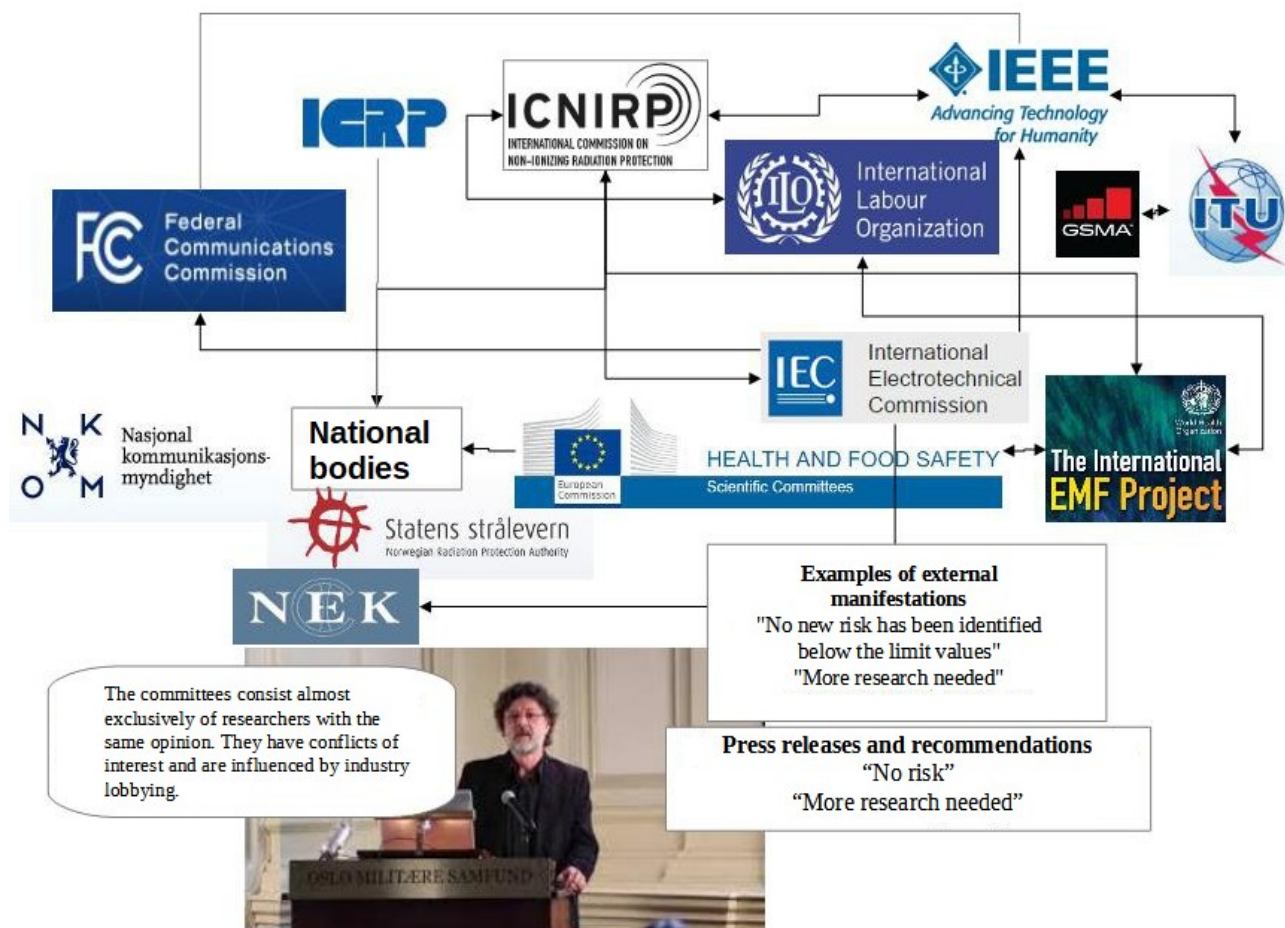 ICRP
ICNIRP
INTERNATIONAL COMMISSION ON
NON-IONIZING RADIATION PROTECTION
IEEE
Advancing Technology
for Humanity
FCC
Federal
Communications
Commission
ILO
International
Labour
Organization
GSMA
ITU
IEC
International
Electrotechnical
Commission
N K
O M
Nasjonal
kommunikasjons-
myndighet
National
bodies
European
Commission
HEALTH AND FOOD SAFETY
Scientific Committees
World Health
Organization
The International
EMF Project
Statens strålevern
Norwegian Radiation Protection Authority
NEK
Examples of external
manifestations
"No new risk has been identified
below the limit values"
"More research needed"
The committees consist almost
exclusively of researchers with the
same opinion. They have conflicts of
interest and are influenced by industry
lobbying.
Press releases and recommendations
“No risk”
“More research needed”
OSLO MILITÆRE SAMFUND